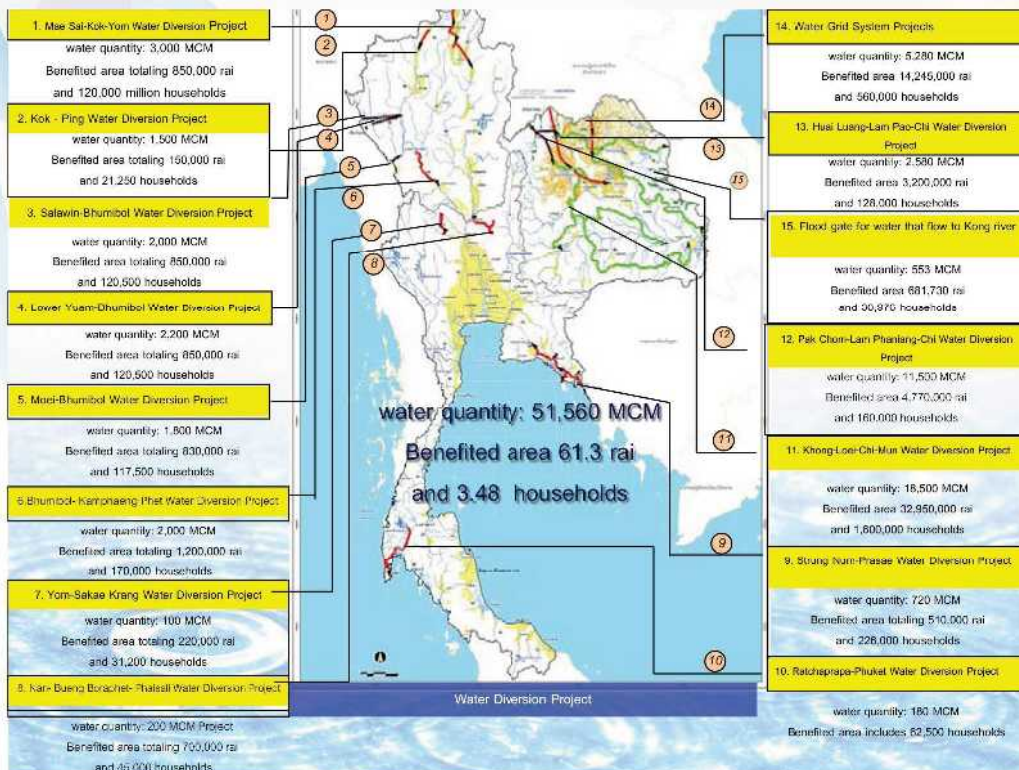 1. Mae Sai-Kok-Yom Water Diversion Project
water quantity: 3,000 MCM
Benefited area totaling 850,000 rai
and 120,000 million households
2. Kok - Ping Water Diversion Project
water quantity: 1,500 MCM
Benefited area totaling 150,000 rai
and 21,250 households
3. Salawin-Bhumibol Water Diversion Project
water quantity: 2,000 MCM
Benefited area totaling 850,000 rai
and 120,500 households
4. Lower Yuam-Dhumibol Water Diversion Project
water quantity: 2,200 MCM
Benefited area totaling 850,000 rai
and 120,500 households
5. Moei-Bhumibol Water Diversion Project
water quantity: 1,800 MCM
Benefited area totaling 830,000 rai
and 117,500 households
6.Bhumibol- Kamphaeng Phet Water Diversion Project
water quantity: 2,000 MCM
Benefited area totaling 1,200,000 rai
and 170,000 households
7. Yom-Sakae Krang Water Diversion Project
water quantity: 100 MCM
Benefited area totaling 220,000 rai
and 31,200 households
8. Kan- Bueng Boraphet- Phaisali Water Diversion Project
water quantity: 200 MCM Project
Benefited area totaling 700,000 rai
and 45,000 households
1
2
3
4
5
6
7
8
14
13
15
12
11
9
10
water quantity: 51,560 MCM
Benefited area 61.3 rai
and 3.48 households
Water Diversion Project
14. Water Grid System Projects
water quantity: 5.280 MCM
Benefited area 14,245,000 rai
and 560,000 households
13. Huai Luang-Lam Pao-Chi Water Diversion
Project
water quantity: 2.580 MCM
Benefited area 3,200,000 rai
and 128,000 households
15. Flood gate for water that flow to Kong river
water quantity: 553 MCM
Benefited area 681,730 rai
and 30,976 households
12. Pak Chom-Lam Phaniang-Chi Water Diversion
Project
water quantity: 11,500 MCM
Benefited area 4,770,000 rai
and 160,000 households
11. Khong-Loei-Chi-Mun Water Diversion Project
water quantity: 18,500 MCM
Benefited area 32,950,000 rai
and 1,600,000 households
9. Strung Num-Prasae Water Diversion Project
water quantity: 720 MCM
Benefited area totaling 510,000 rai
and 226,000 households
10. Ratchaprapa-Phuket Water Diversion Project
water quantity: 180 MCM
Benefited area includes 62,500 households